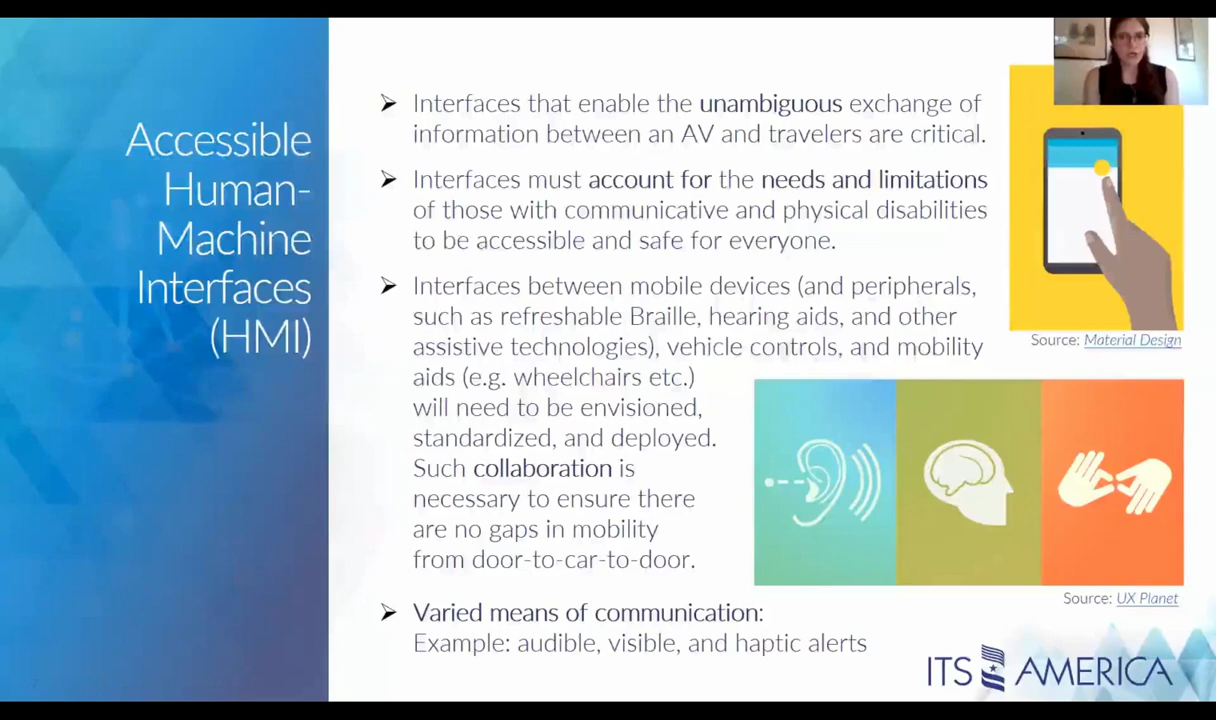 Accessible
Human-
Machine
Interfaces
(HMI)
➢ Interfaces that enable the unambiguous exchange of
information between an AV and travelers are critical.
➢ Interfaces must account for the needs and limitations
of those with communicative and physical disabilities
to be accessible and safe for everyone.
➢ Interfaces between mobile devices (and peripherals,
such as refreshable Braille, hearing aids, and other
assistive technologies), vehicle controls, and mobility
aids (e.g. wheelchairs etc.)
will need to be envisioned,
standardized, and deployed.
Such collaboration is
necessary to ensure there
are no gaps in mobility
from door-to-car-to-door.
➢ Varied means of communication:
Example: audible, visible, and haptic alerts
Source: Material Design
Source: UX Planet
ITS AMERICA